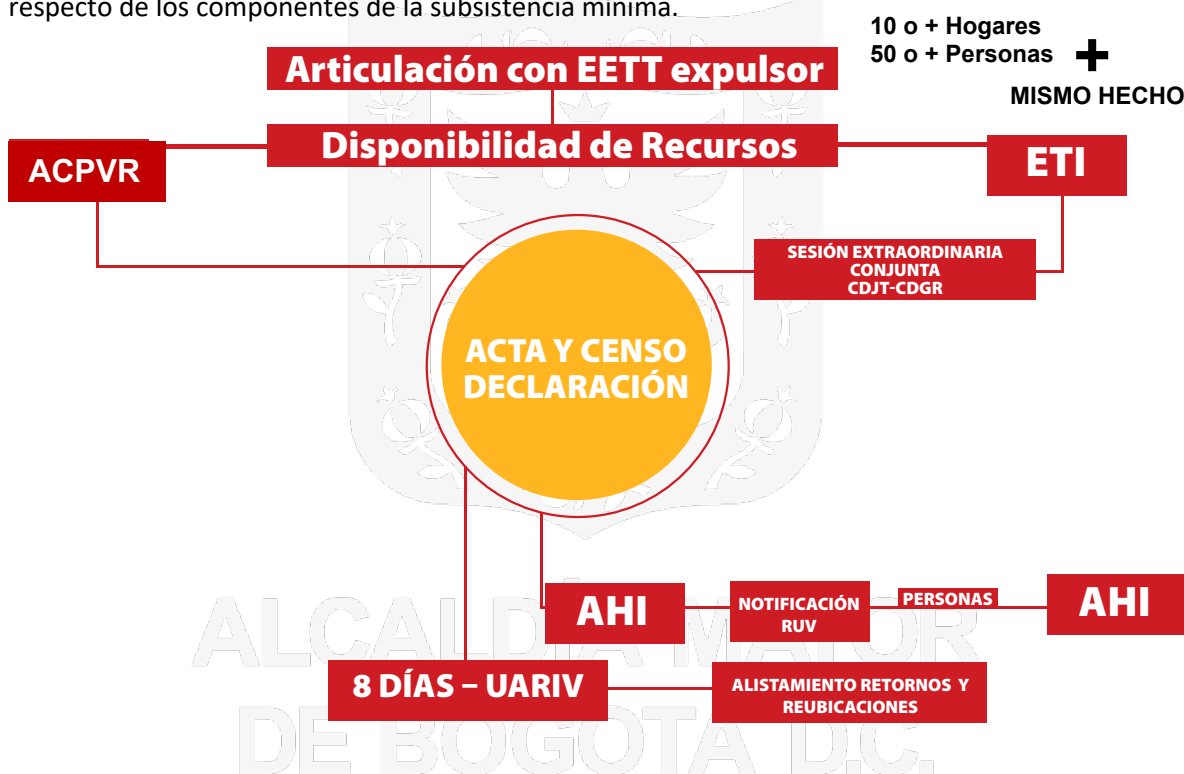 respecto de los componentes de la subsistencia mínima.
10 o + Hogares
50 o + Personas +
MISMO HECHO
Articulación con EETT expulsor
Disponibilidad de Recursos
ACPVR
ETI
SESIÓN EXTRAORDINARIA
CONJUNTA
CDJT-CDGR
ACTA Y CENSO
DECLARACIÓN
AHI
NOTIFICACIÓN
RUV
PERSONAS
AHI
8 DÍAS – UARIV
ALISTAMIENTO RETORNOS Y
REUBICACIONES
ALCALDÍA MAYOR
DE BOGOTÁ D.C.